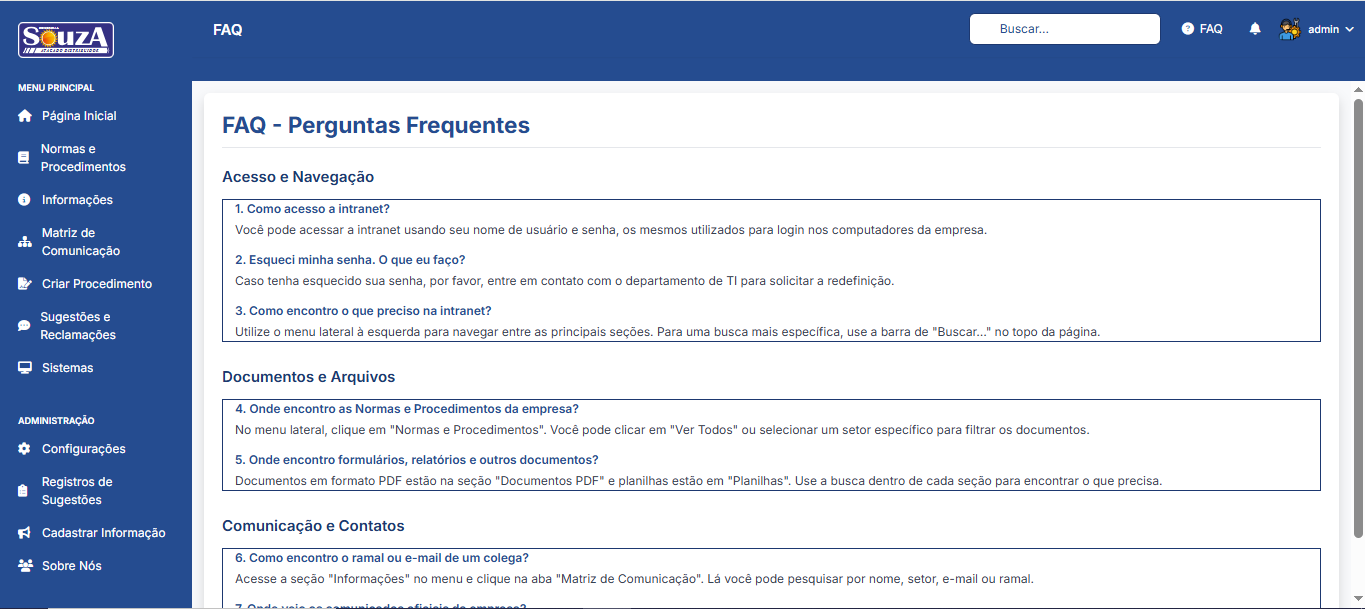 SOUZA
ATACADO DISTRIBUIDOR
FAQ
Buscar...
FAQ
admin
MENU PRINCIPAL
Página Inicial
Normas e
Procedimentos
Informações
Matriz de
Comunicação
Criar Procedimento
Sugestões e
Reclamações
Sistemas
ADMINISTRAÇÃO
Configurações
Registros de
Sugestões
Cadastrar Informação
Sobre Nós
FAQ - Perguntas Frequentes
Acesso e Navegação
1. Como acesso a intranet?
Você pode acessar a intranet usando seu nome de usuário e senha, os mesmos utilizados para login nos computadores da empresa.
2. Esqueci minha senha. O que eu faço?
Caso tenha esquecido sua senha, por favor, entre em contato com o departamento de TI para solicitar a redefinição.
3. Como encontro o que preciso na intranet?
Utilize o menu lateral à esquerda para navegar entre as principais seções. Para uma busca mais específica, use a barra de "Buscar..." no topo da página.
Documentos e Arquivos
4. Onde encontro as Normas e Procedimentos da empresa?
No menu lateral, clique em "Normas e Procedimentos". Você pode clicar em "Ver Todos" ou selecionar um setor específico para filtrar os documentos.
5. Onde encontro formulários, relatórios e outros documentos?
Documentos em formato PDF estão na seção "Documentos PDF" e planilhas estão em "Planilhas". Use a busca dentro de cada seção para encontrar o que precisa.
Comunicação e Contatos
6. Como encontro o ramal ou e-mail de um colega?
Acesse a seção "Informações" no menu e clique na aba "Matriz de Comunicação". Lá você pode pesquisar por nome, setor, e-mail ou ramal.
7. Onde vejo os comunicados oficiais da empresa?